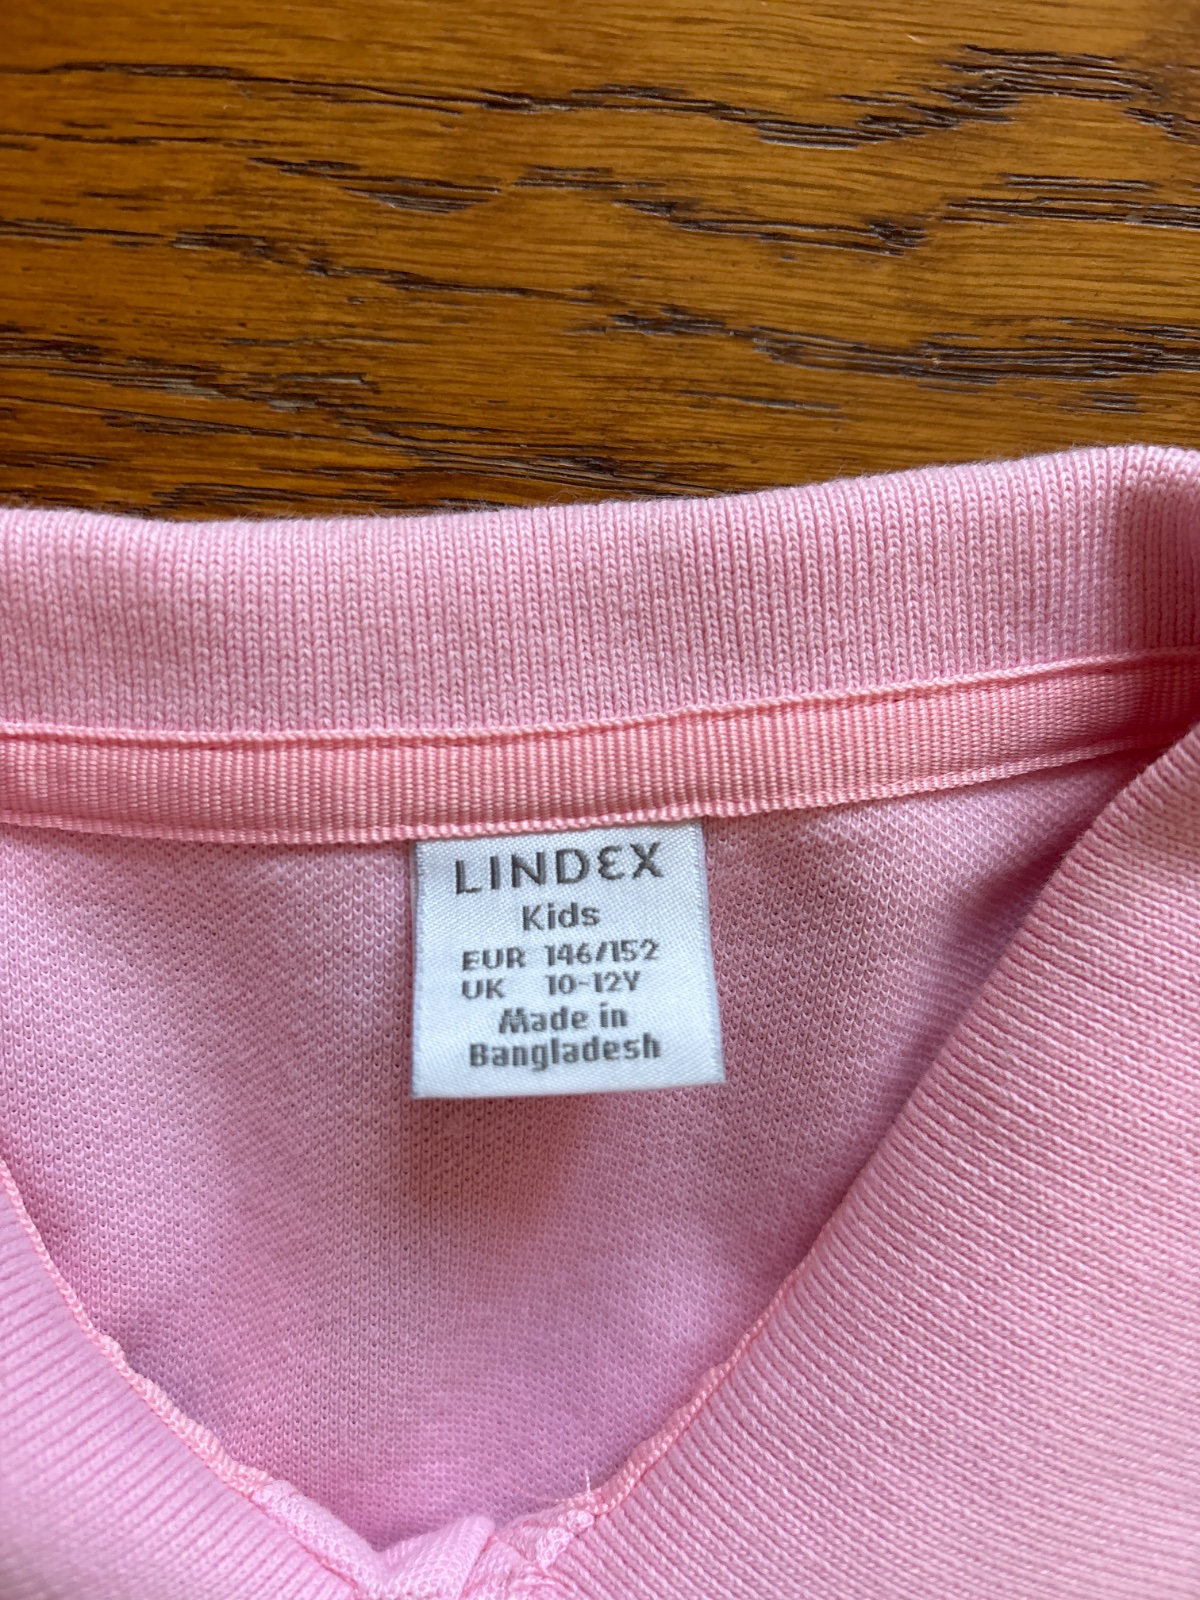 LINDEX
Kids
EUR 146/152
UK 10-12Y
Made in
Bangladesh